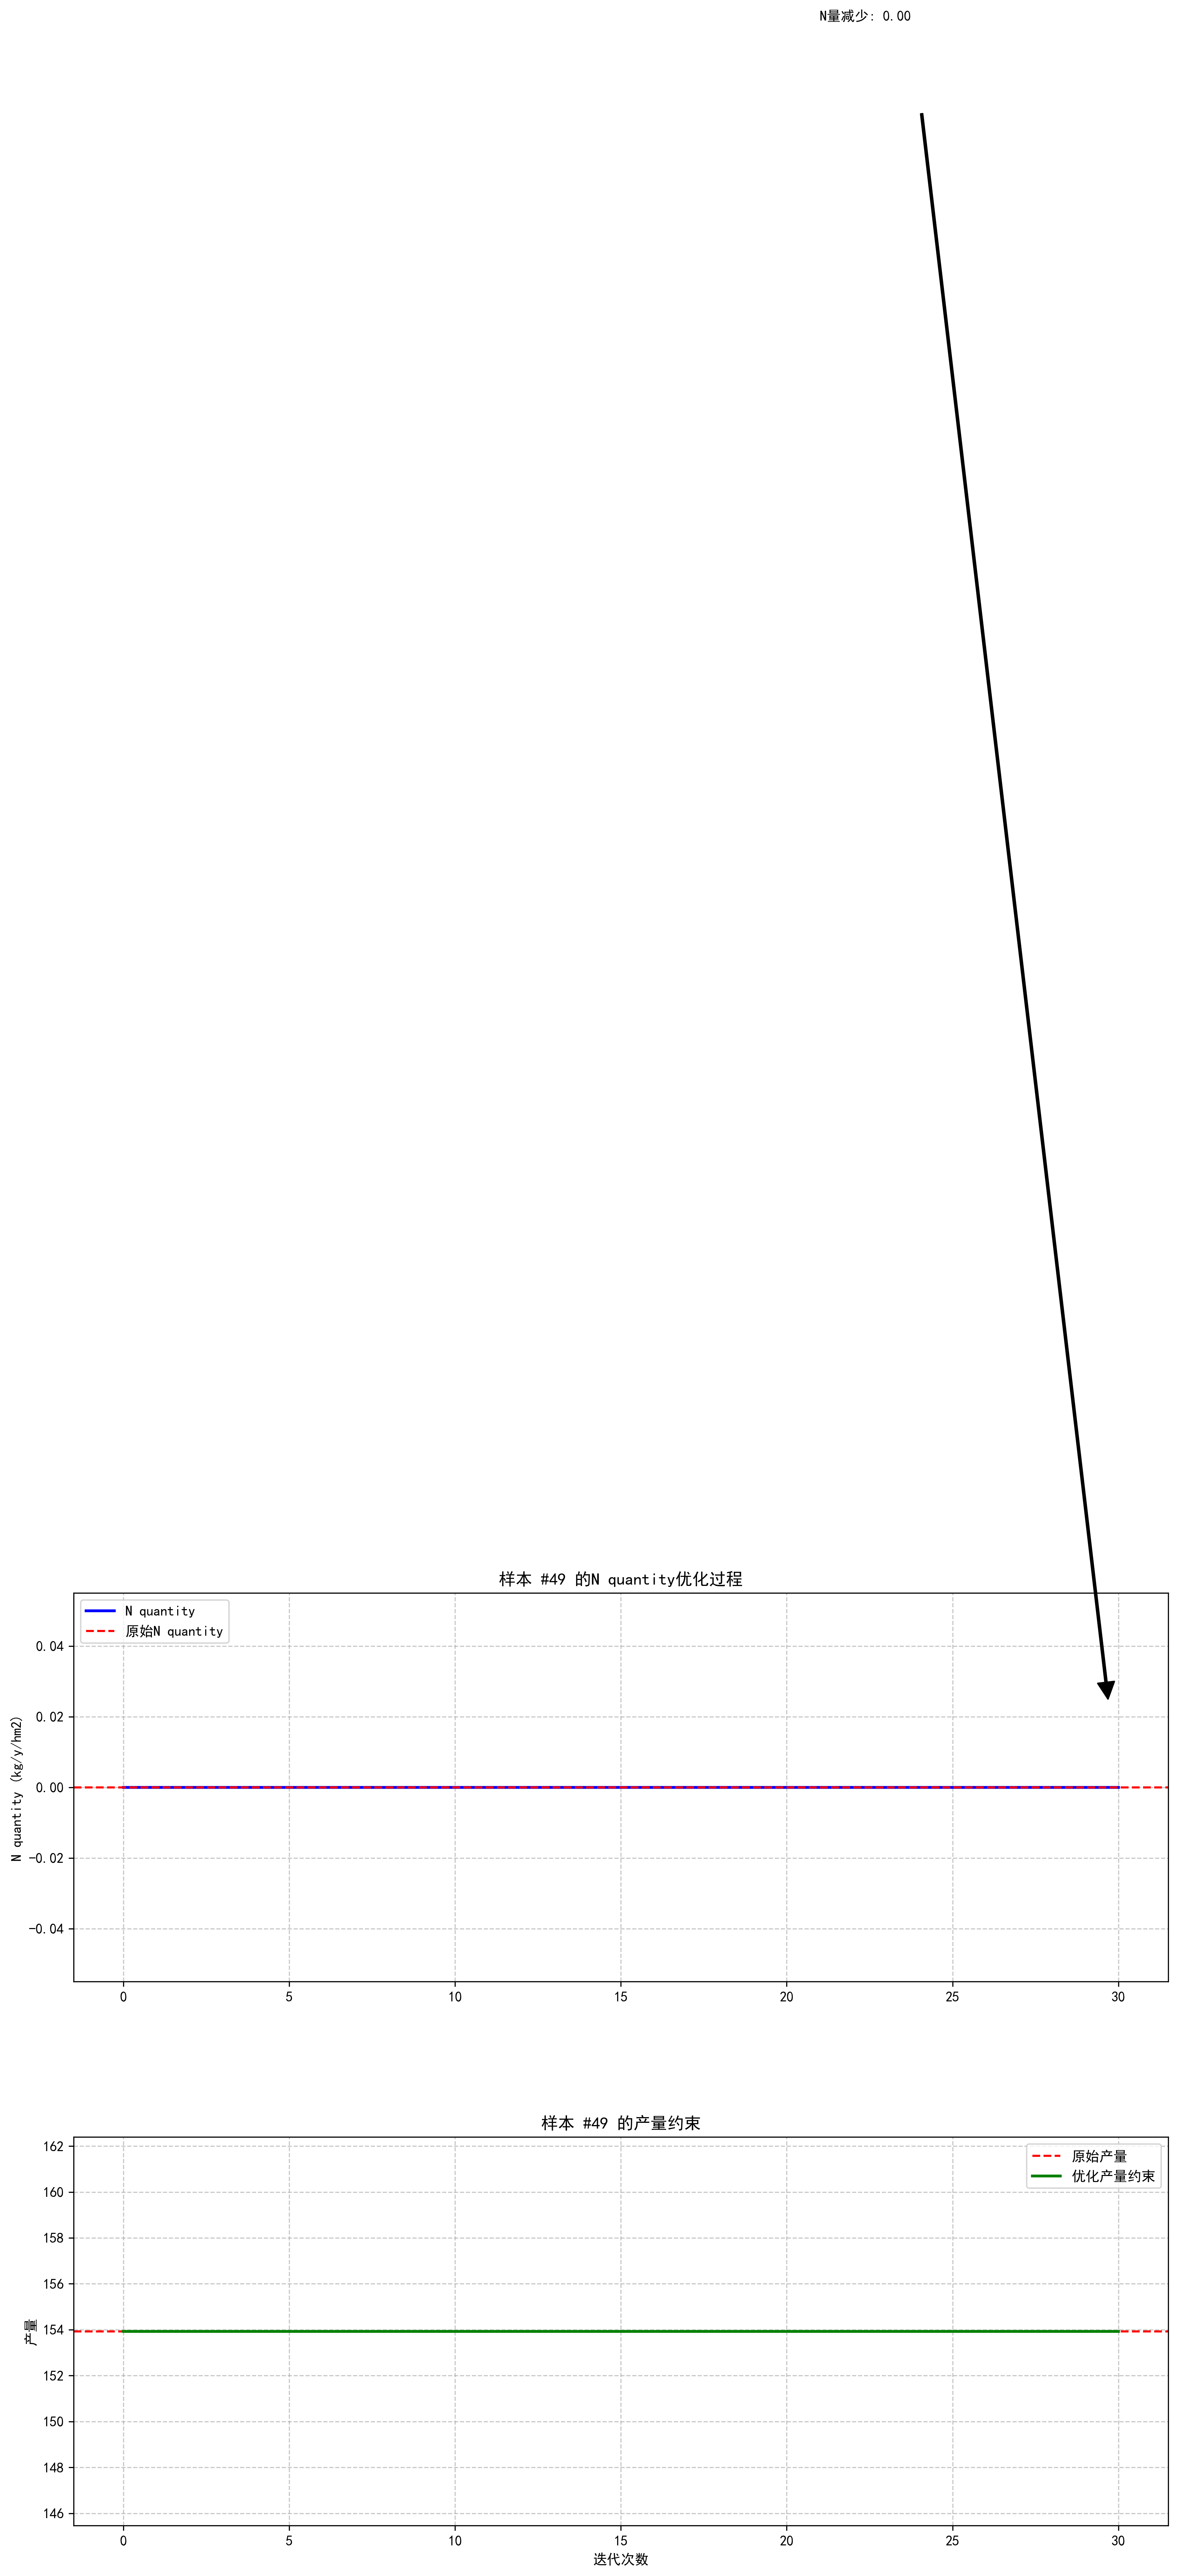 N量减少: 0.00
样本 #49 的N quantity优化过程
N quantity
原始N quantity
N quantity (kg/y/hm2)
0.04
0.02
0.00
−0.02
−0.04
0 5 10 15 20 25 30
样本 #49 的产量约束
原始产量
优化产量约束
产量
162
160
158
156
154
152
150
148
146
0 5 10 15 20 25 30
迭代次数